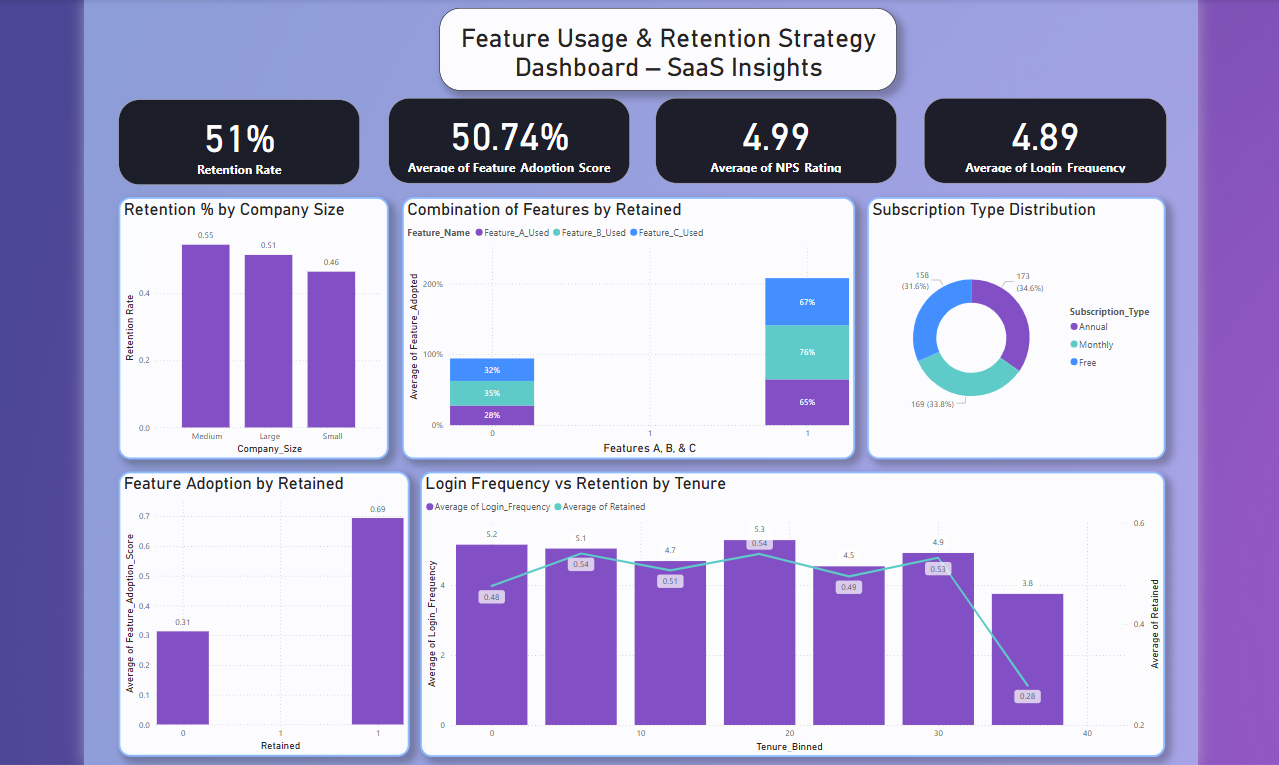 Feature Usage & Retention Strategy
Dashboard – SaaS Insights
51%
Retention Rate
50.74%
Average of Feature Adoption Score
4.99
Average of NPS Rating
4.89
Average of Login Frequency
Retention % by Company Size
0.55
0.51
0.46
0.4
0.2
0.0
Retention Rate
Medium
Large
Small
Company_Size
Combination of Features by Retained
Feature_Name
Feature_A_Used
Feature_B_Used
Feature_C_Used
200%
100%
0%
Average of Feature_Adopted
32%
35%
28%
67%
76%
65%
0
1
1
Features A, B, & C
Subscription Type Distribution
158
(31.6%)
173
(34.6%)
169 (33.8%)
Subscription_Type
Annual
Monthly
Free
Feature Adoption by Retained
0.7
0.6
0.5
0.4
0.3
0.2
0.1
0.0
Average of Feature_Adoption_Score
0.31
0.69
0
1
1
Retained
Login Frequency vs Retention by Tenure
Average of Login_Frequency
Average of Retained
4
2
0
Average of Login_Frequency
5.2
5.1
4.7
5.3
4.5
4.9
3.8
0.48
0.54
0.51
0.54
0.49
0.53
0.28
0.6
0.4
0.2
Average of Retained
0
10
20
30
40
Tenure_Binned